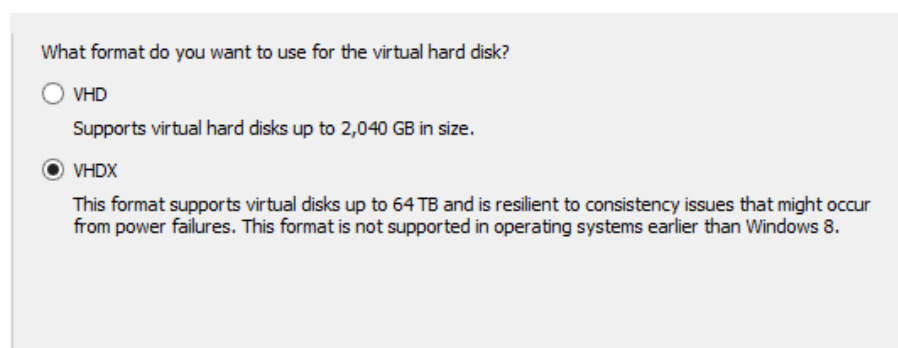 What format do you want to use for the virtual hard disk?
VHD
Supports virtual hard disks up to 2,040 GB in size.
VHDX
This format supports virtual disks up to 64 TB and is resilient to consistency issues that might occur
from power failures. This format is not supported in operating systems earlier than Windows 8.